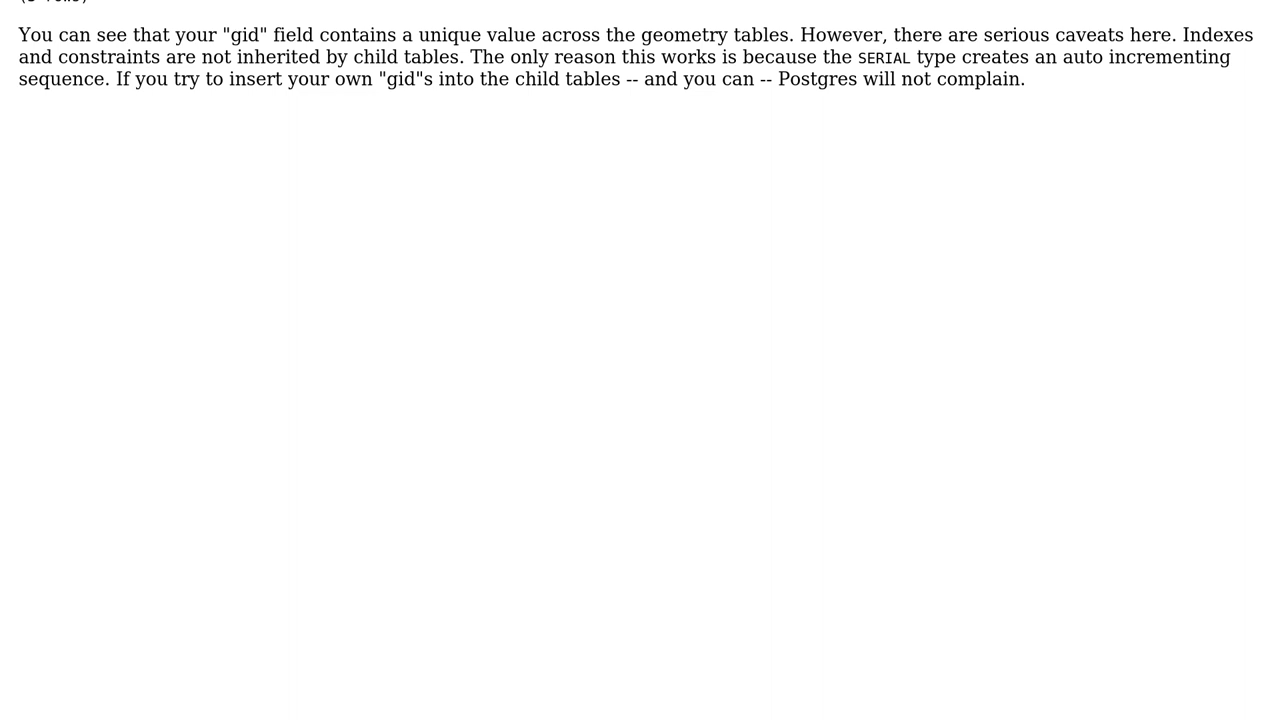 You can see that your "gid" field contains a unique value across the geometry tables. However, there are serious caveats here. Indexes
and constraints are not inherited by child tables. The only reason this works is because the SERIAL type creates an auto incrementing
sequence. If you try to insert your own "gid"s into the child tables -- and you can -- Postgres will not complain.